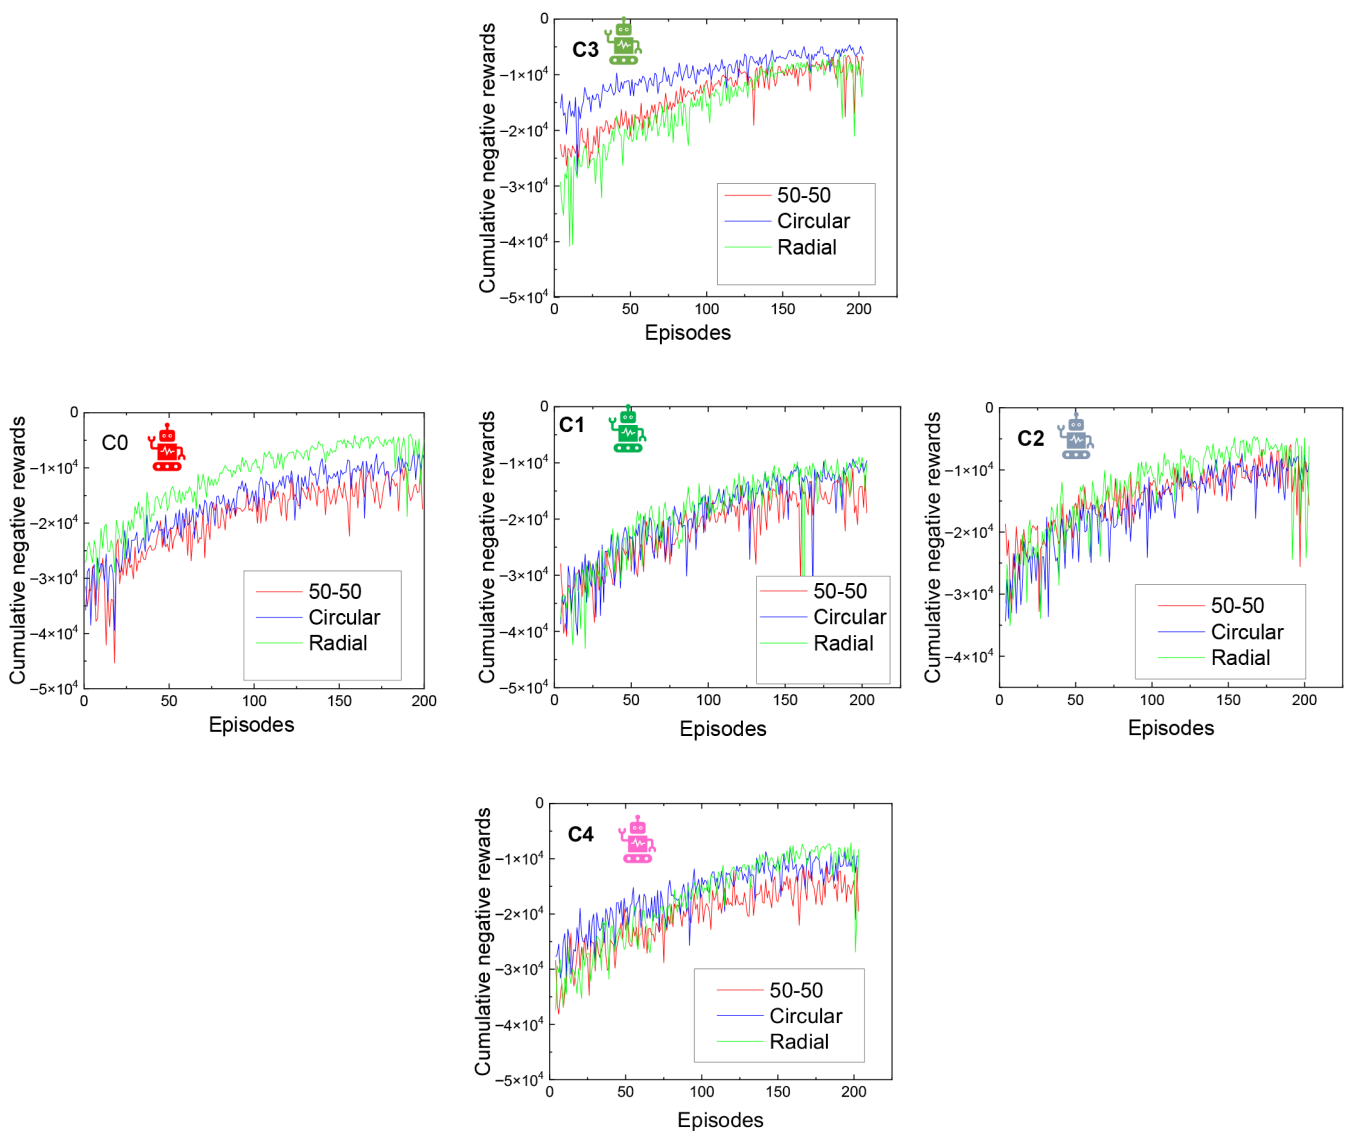 C3
Cumulative negative rewards
0
−1×10⁴
−2×10⁴
−3×10⁴
−4×10⁴
−5×10⁴
50-50
Circular
Radial
0 50 100 150 200
Episodes
C0
Cumulative negative rewards
0
−1×10⁴
−2×10⁴
−3×10⁴
−4×10⁴
−5×10⁴
50-50
Circular
Radial
0 50 100 150 200
Episodes
C1
Cumulative negative rewards
0
−1×10⁴
−2×10⁴
−3×10⁴
−4×10⁴
−5×10⁴
50-50
Circular
Radial
0 50 100 150 200
Episodes
C2
Cumulative negative rewards
0
−1×10⁴
−2×10⁴
−3×10⁴
−4×10⁴
50-50
Circular
Radial
0 50 100 150 200
Episodes
C4
Cumulative negative rewards
0
−1×10⁴
−2×10⁴
−3×10⁴
−4×10⁴
−5×10⁴
50-50
Circular
Radial
0 50 100 150 200
Episodes